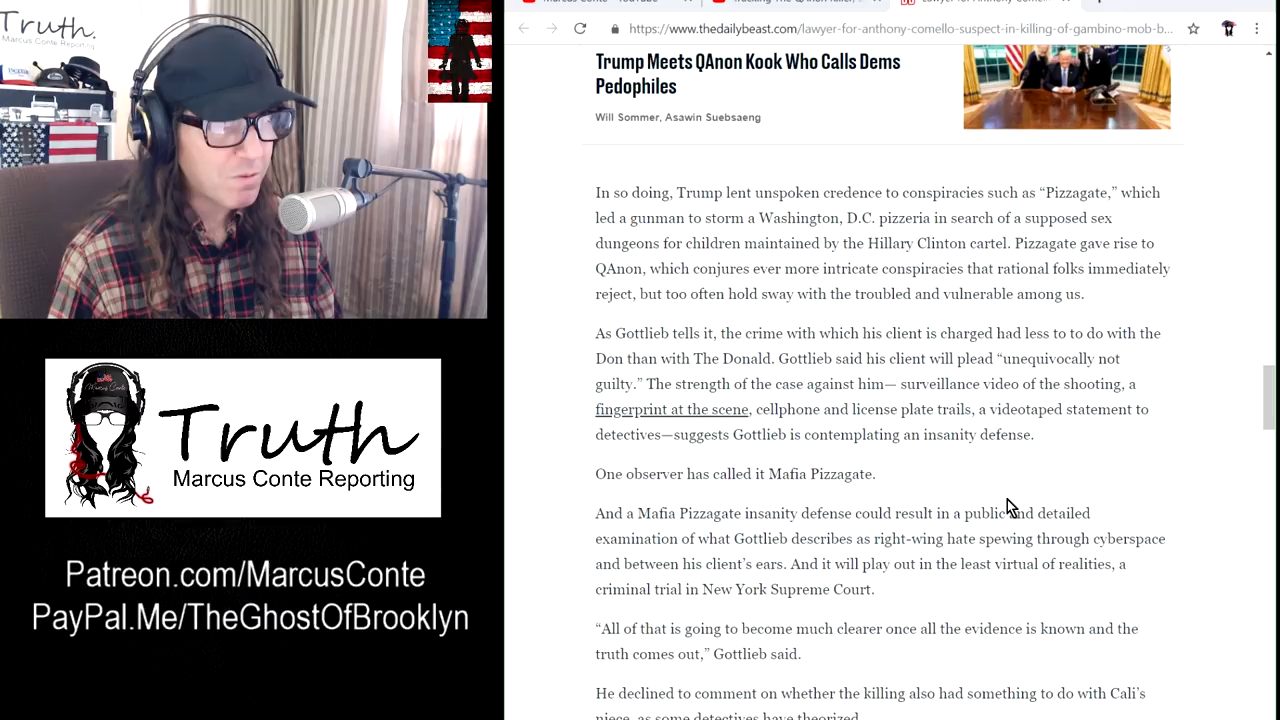 Truth.
Marcus Conte Reporting
https://www.thedailybeast.com/lawyer-for-anthony-comello-suspect-in-killing-of-gambino-mob-b...
Trump Meets QAnon Kook Who Calls Dems
Pedophiles
Will Sommer, Asawin Suebsaeng
In so doing, Trump lent unspoken credence to conspiracies such as “Pizzagate,” which
led a gunman to storm a Washington, D.C. pizzeria in search of a supposed sex
dungeons for children maintained by the Hillary Clinton cartel. Pizzagate gave rise to
QAnon, which conjures ever more intricate conspiracies that rational folks immediately
reject, but too often hold sway with the troubled and vulnerable among us.
As Gottlieb tells it, the crime with which his client is charged had less to to do with the
Don than with The Donald. Gottlieb said his client will plead “unequivocally not
guilty.” The strength of the case against him— surveillance video of the shooting, a
fingerprint at the scene, cellphone and license plate trails, a videotaped statement to
detectives—suggests Gottlieb is contemplating an insanity defense.
One observer has called it Mafia Pizzagate.
And a Mafia Pizzagate insanity defense could result in a public and detailed
examination of what Gottlieb describes as right-wing hate spewing through cyberspace
and between his client’s ears. And it will play out in the least virtual of realities, a
criminal trial in New York Supreme Court.
“All of that is going to become much clearer once all the evidence is known and the
truth comes out,” Gottlieb said.
He declined to comment on whether the killing also had something to do with Cali’s
niece, as some detectives have theorized.
Truth
Marcus Conte Reporting
Patreon.com/MarcusConte
PayPal.Me/TheGhostOfBrooklyn